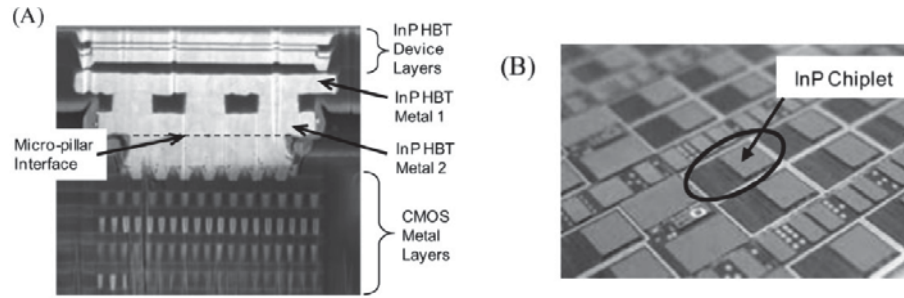 (A)
InP HBT
Device
Layers
InP HBT
Metal 1
Micro-pillar
Interface
InP HBT
Metal 2
CMOS
Metal
Layers
(B)
InP Chiplet